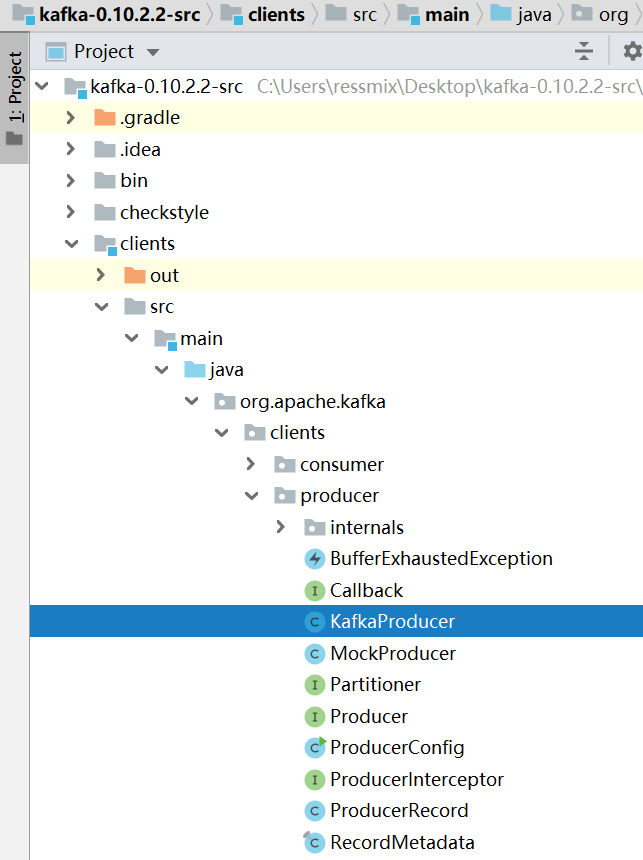 kafka-0.10.2.2-src clients src main java org
1: Project
Project
kafka-0.10.2.2-src C:\Users\ressmix\Desktop\kafka-0.10.2.2-src\
.gradle
.idea
bin
checkstyle
clients
out
src
main
java
org.apache.kafka
clients
consumer
producer
internals
BufferExhaustedException
I Callback
C KafkaProducer
C MockProducer
I Partitioner
I Producer
C ProducerConfig
I ProducerInterceptor
C ProducerRecord
C RecordMetadata